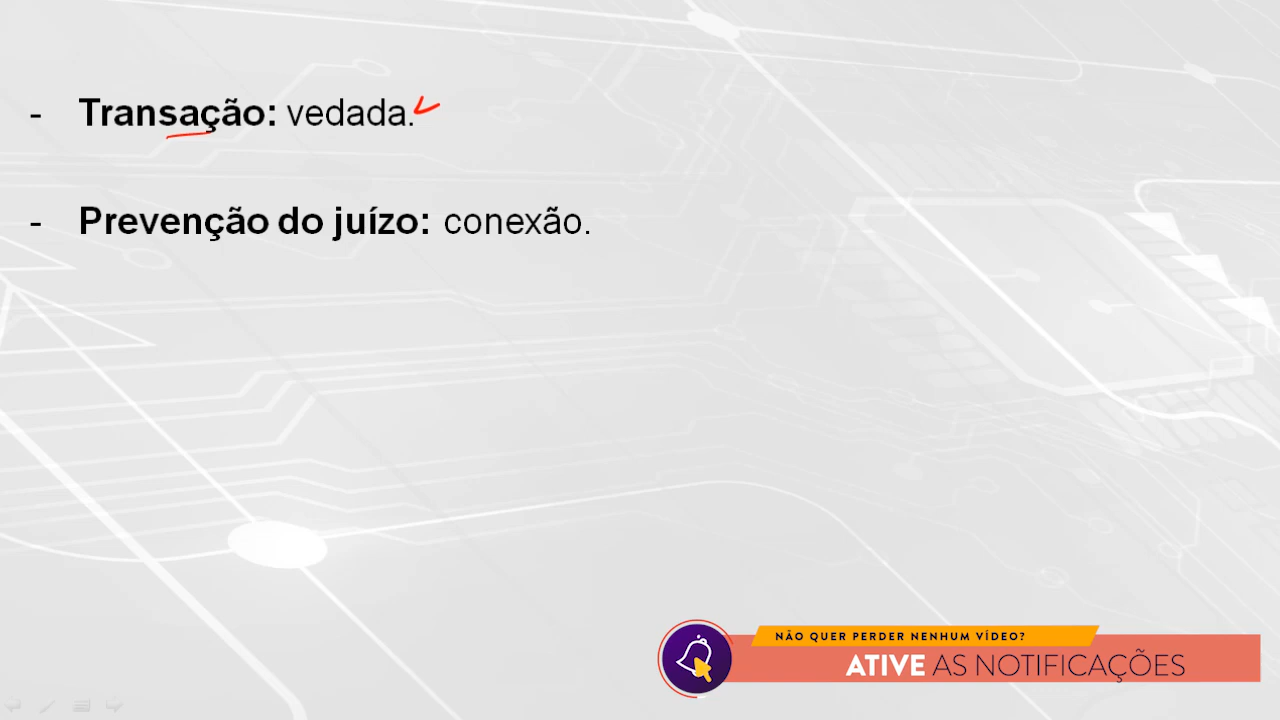 - Transação: vedada.
- Prevenção do juízo: conexão.
NÃO QUER PERDER NENHUM VÍDEO?
ATIVE AS NOTIFICAÇÕES